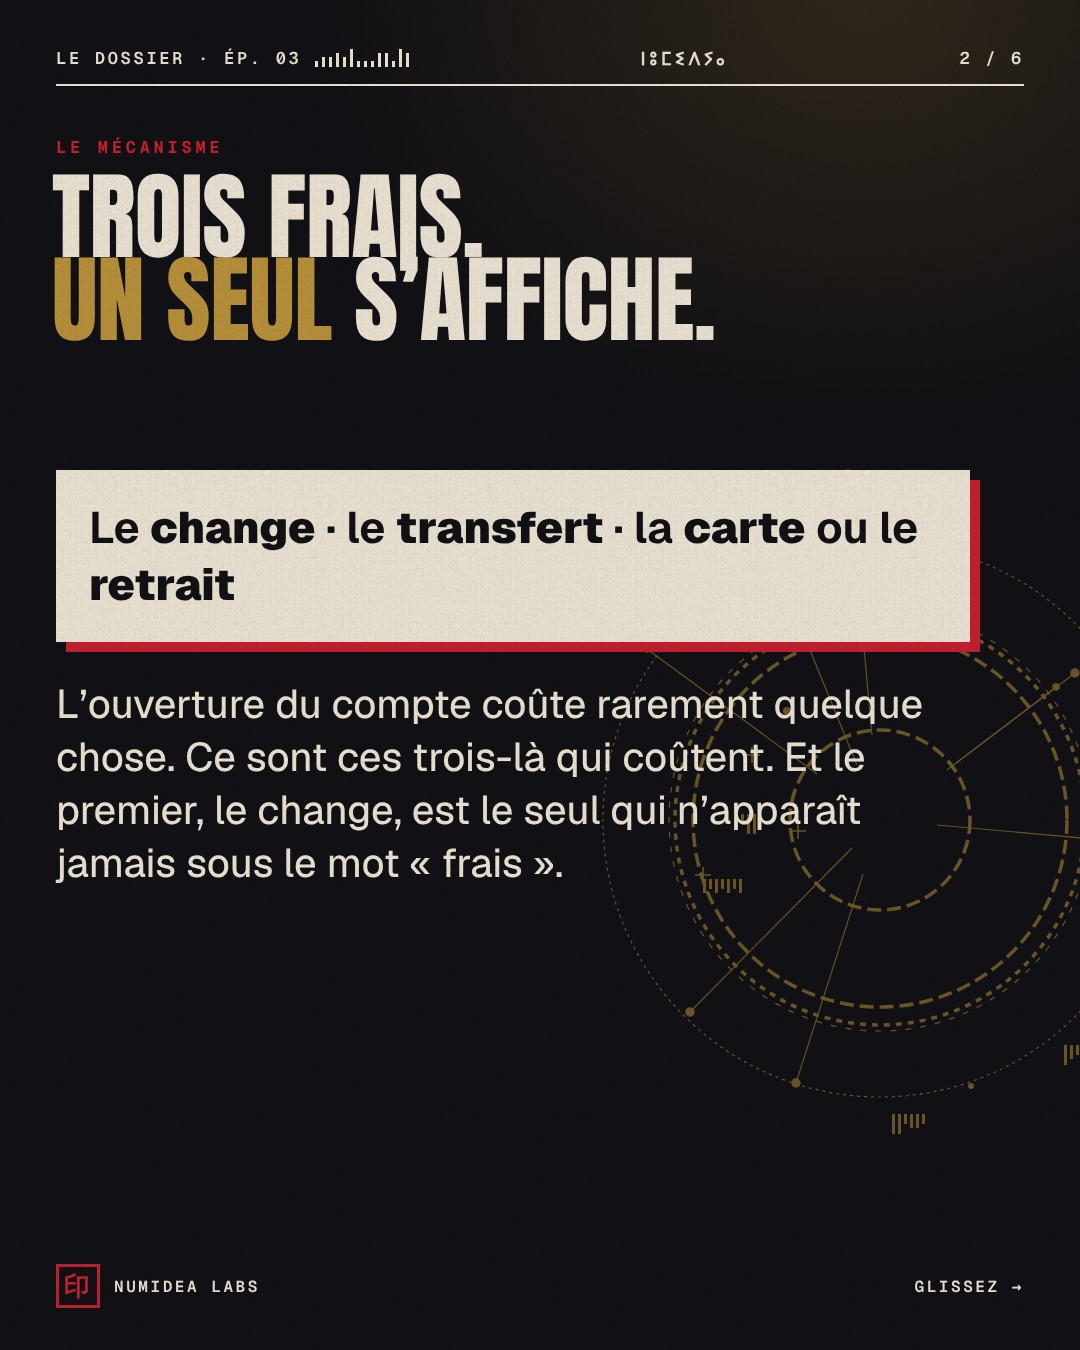 LE DOSSIER · ÉP. 03
ⵏⵓⵎⵉⴷⵢⴰ
2 / 6
LE MÉCANISME
TROIS FRAIS.
UN SEUL S’AFFICHE.
Le change · le transfert · la carte ou le
retrait
L’ouverture du compte coûte rarement quelque
chose. Ce sont ces trois-là qui coûtent. Et le
premier, le change, est le seul qui n’apparaît
jamais sous le mot « frais ».
印
NUMIDEA LABS
GLISSEZ →